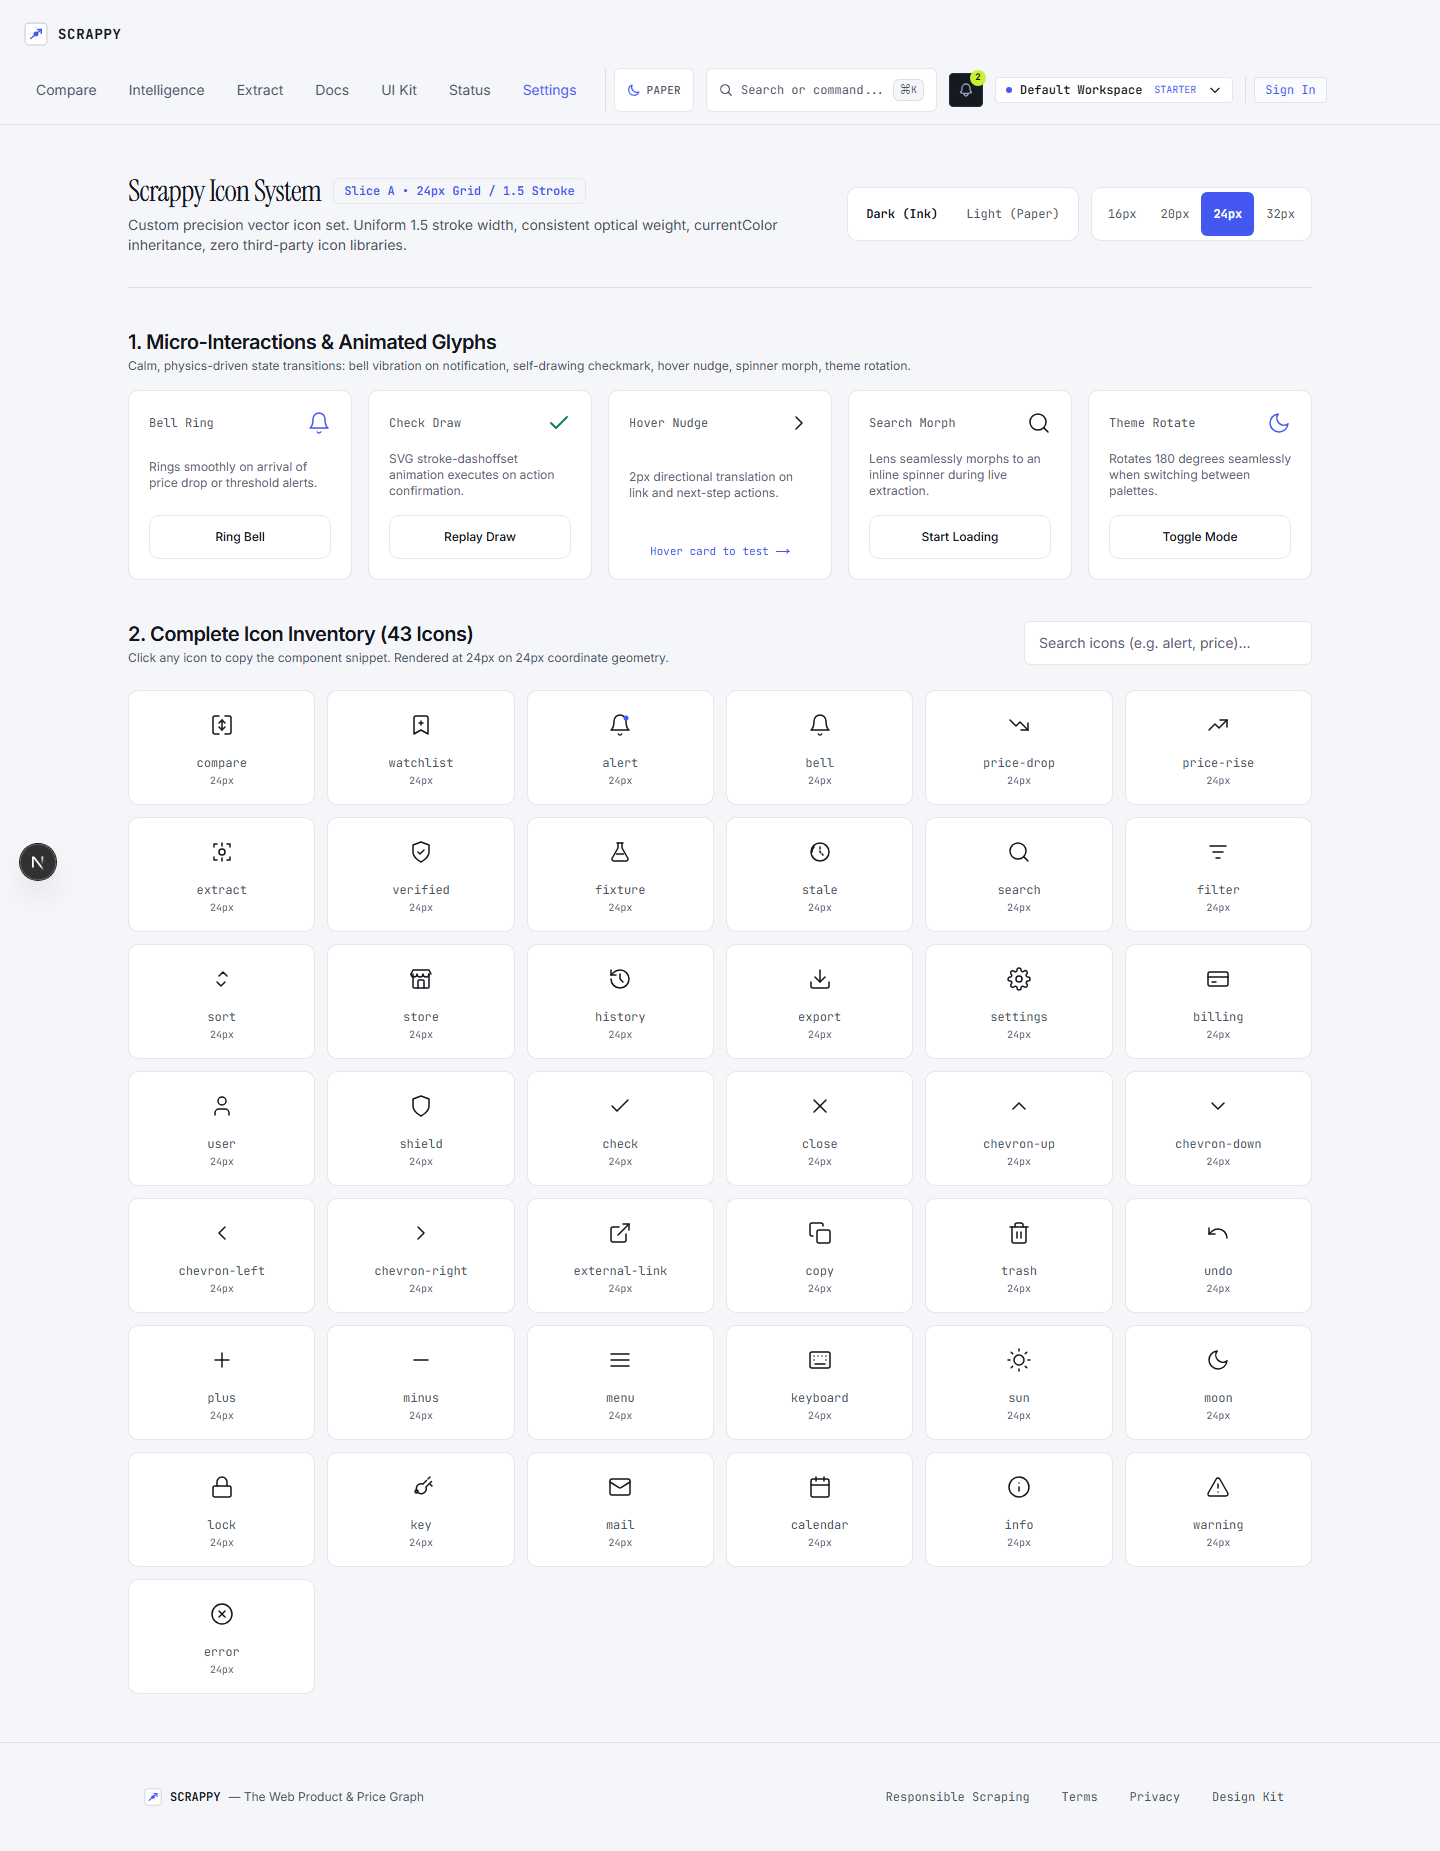 SCRAPPY
Compare Intelligence Extract Docs UI Kit Status Settings PAPER Search or command... ⌘K 2 Default Workspace STARTER Sign In
Scrappy Icon System Slice A • 24px Grid / 1.5 Stroke
Custom precision vector icon set. Uniform 1.5 stroke width, consistent optical weight, currentColor
inheritance, zero third-party icon libraries.
Dark (Ink) Light (Paper) 16px 20px 24px 32px
1. Micro-Interactions & Animated Glyphs
Calm, physics-driven state transitions: bell vibration on notification, self-drawing checkmark, hover nudge, spinner morph, theme rotation.
Bell Ring
Rings smoothly on arrival of
price drop or threshold alerts.
Ring Bell
Check Draw
SVG stroke-dashoffset
animation executes on action
confirmation.
Replay Draw
Hover Nudge
2px directional translation on
link and next-step actions.
Hover card to test →
Search Morph
Lens seamlessly morphs to an
inline spinner during live
extraction.
Start Loading
Theme Rotate
Rotates 180 degrees seamlessly
when switching between
palettes.
Toggle Mode
2. Complete Icon Inventory (43 Icons)
Click any icon to copy the component snippet. Rendered at 24px on 24px coordinate geometry.
Search icons (e.g. alert, price)...
compare watchlist alert bell price-drop price-rise
24px 24px 24px 24px 24px 24px
extract verified fixture stale search filter
24px 24px 24px 24px 24px 24px
sort store history export settings billing
24px 24px 24px 24px 24px 24px
user shield check close chevron-up chevron-down
24px 24px 24px 24px 24px 24px
chevron-left chevron-right external-link copy trash undo
24px 24px 24px 24px 24px 24px
plus minus menu keyboard sun moon
24px 24px 24px 24px 24px 24px
lock key mail calendar info warning
24px 24px 24px 24px 24px 24px
error
24px
N
SCRAPPY — The Web Product & Price Graph
Responsible Scraping Terms Privacy Design Kit